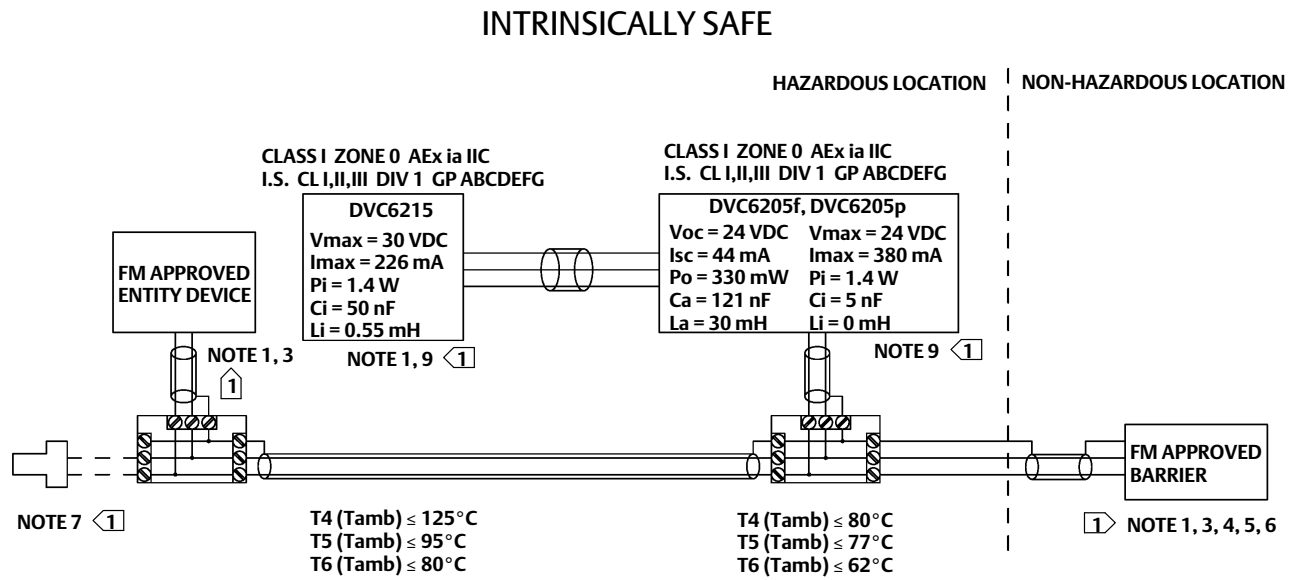 INTRINSICALLY SAFE
HAZARDOUS LOCATION
NON-HAZARDOUS LOCATION
CLASS I ZONE 0 AEx ia IIC
I.S. CL I,II,III DIV 1 GP ABCDEFG
DVC6215
Vmax = 30 VDC
Imax = 226 mA
Pi = 1.4 W
Ci = 50 nF
Li = 0.55 mH
NOTE 1, 9 1
CLASS I ZONE 0 AEx ia IIC
I.S. CL I,II,III DIV 1 GP ABCDEFG
DVC6205f, DVC6205p
Voc = 24 VDC Vmax = 24 VDC
Isc = 44 mA Imax = 380 mA
Po = 330 mW Pi = 1.4 W
Ca = 121 nF Ci = 5 nF
La = 30 mH Li = 0 mH
NOTE 9 1
FM APPROVED
ENTITY DEVICE
NOTE 1, 3
1
FM APPROVED
BARRIER
NOTE 7 1
1 NOTE 1, 3, 4, 5, 6
T4 (Tamb) ≤ 125°C
T5 (Tamb) ≤ 95°C
T6 (Tamb) ≤ 80°C
T4 (Tamb) ≤ 80°C
T5 (Tamb) ≤ 77°C
T6 (Tamb) ≤ 62°C